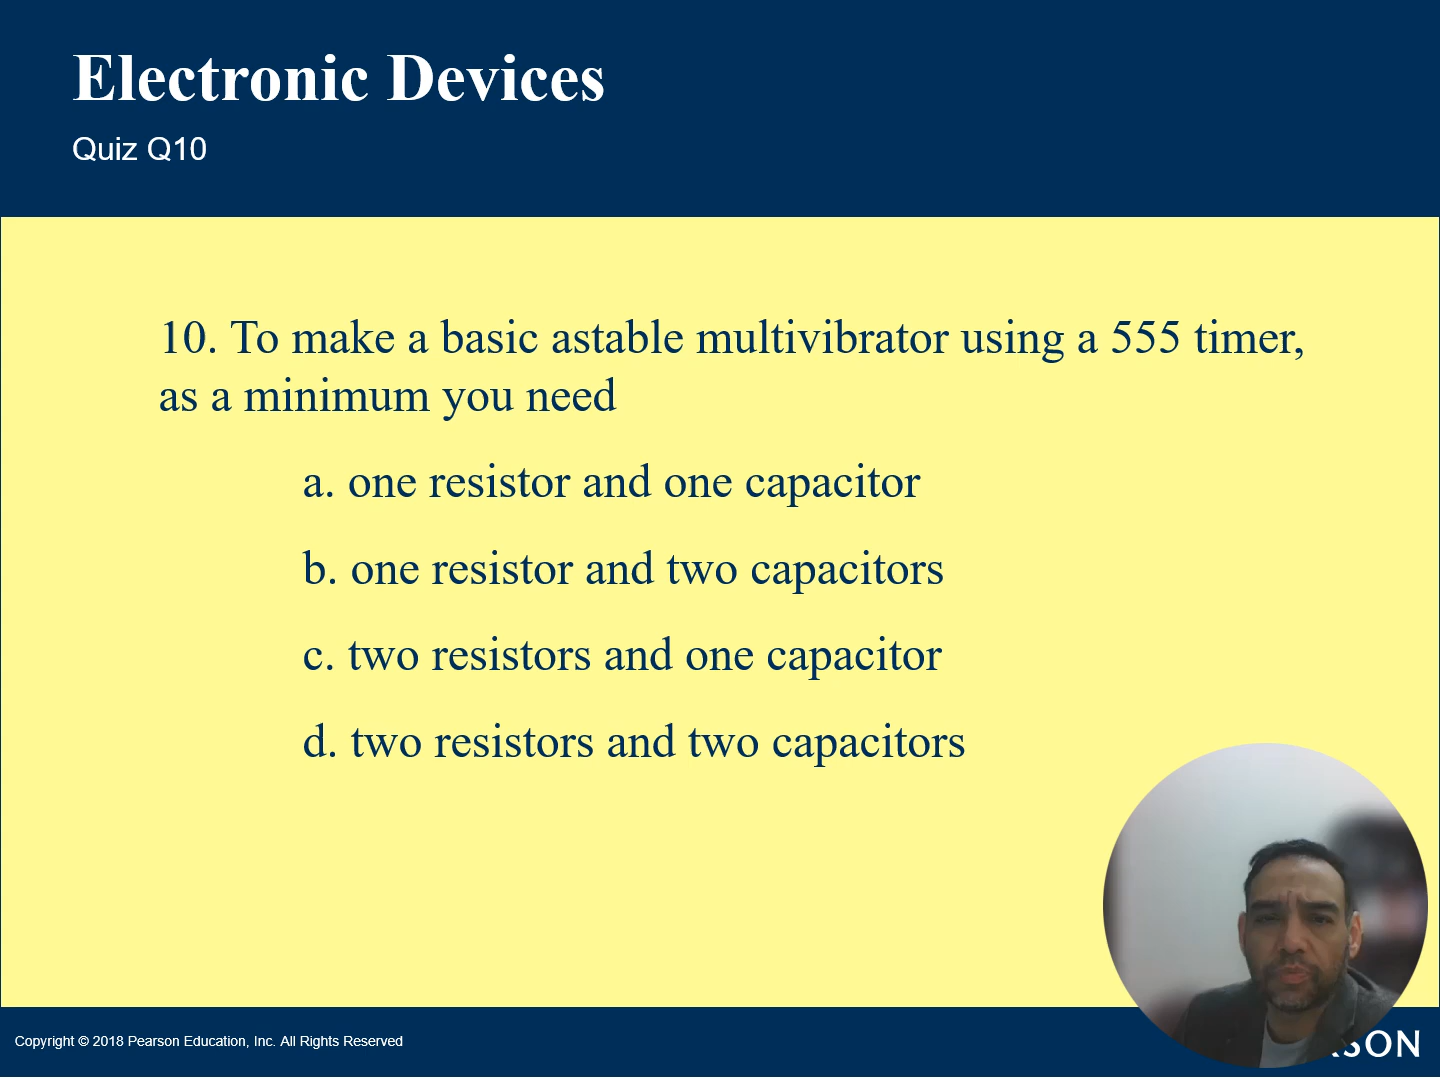 Electronic Devices
Quiz Q10
10. To make a basic astable multivibrator using a 555 timer,
as a minimum you need
a. one resistor and one capacitor
b. one resistor and two capacitors
c. two resistors and one capacitor
d. two resistors and two capacitors
Copyright © 2018 Pearson Education, Inc. All Rights Reserved